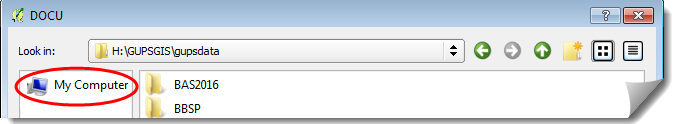 DOCU
Look in: H:\GUPSGIS\gupsdata
My Computer BAS2016
BBSP